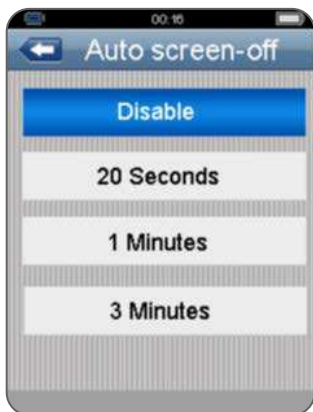 00:16
Auto screen-off
Disable
20 Seconds
1 Minutes
3 Minutes